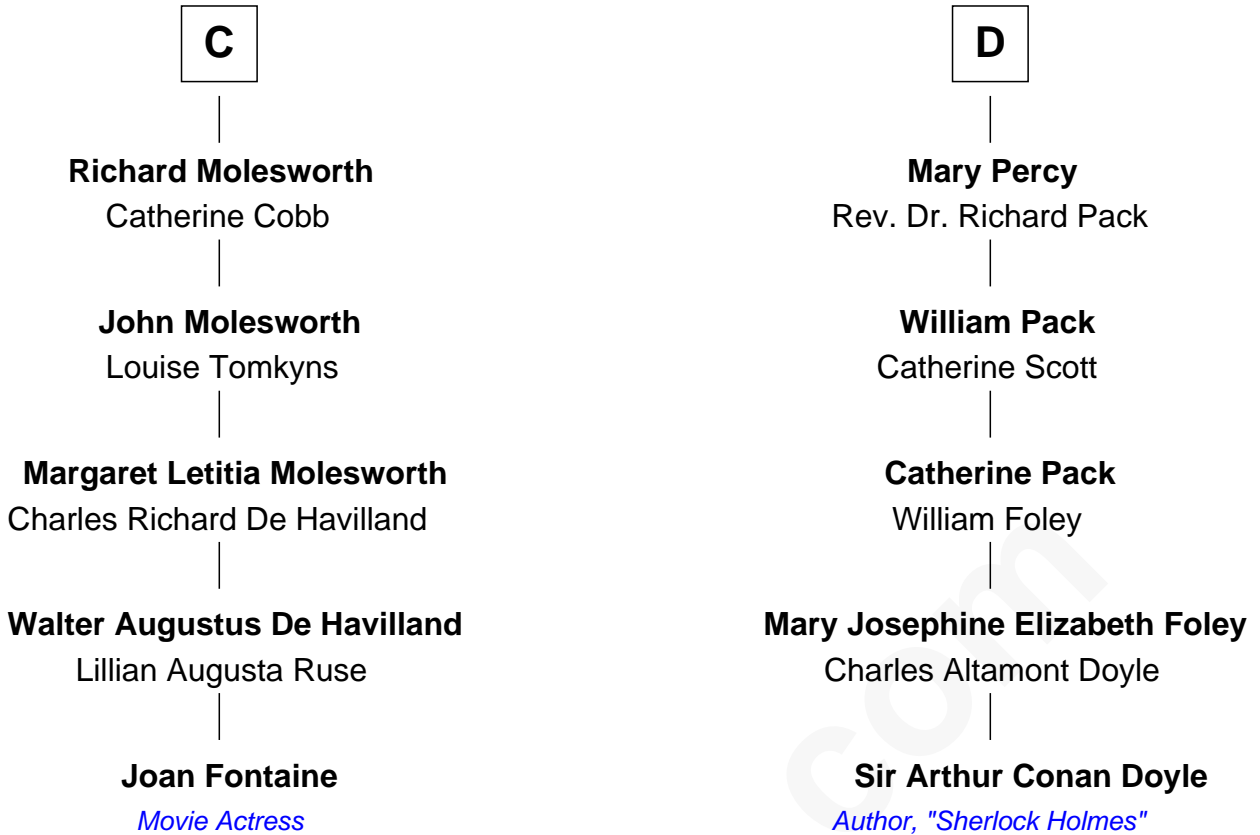 C
Richard Molesworth
Catherine Cobb
John Molesworth
Louise Tomkyns
Margaret Letitia Molesworth
Charles Richard De Havilland
Walter Augustus De Havilland
Lillian Augusta Ruse
Joan Fontaine
Movie Actress
D
Mary Percy
Rev. Dr. Richard Pack
William Pack
Catherine Scott
Catherine Pack
William Foley
Mary Josephine Elizabeth Foley
Charles Altamont Doyle
Sir Arthur Conan Doyle
Author, "Sherlock Holmes"
com